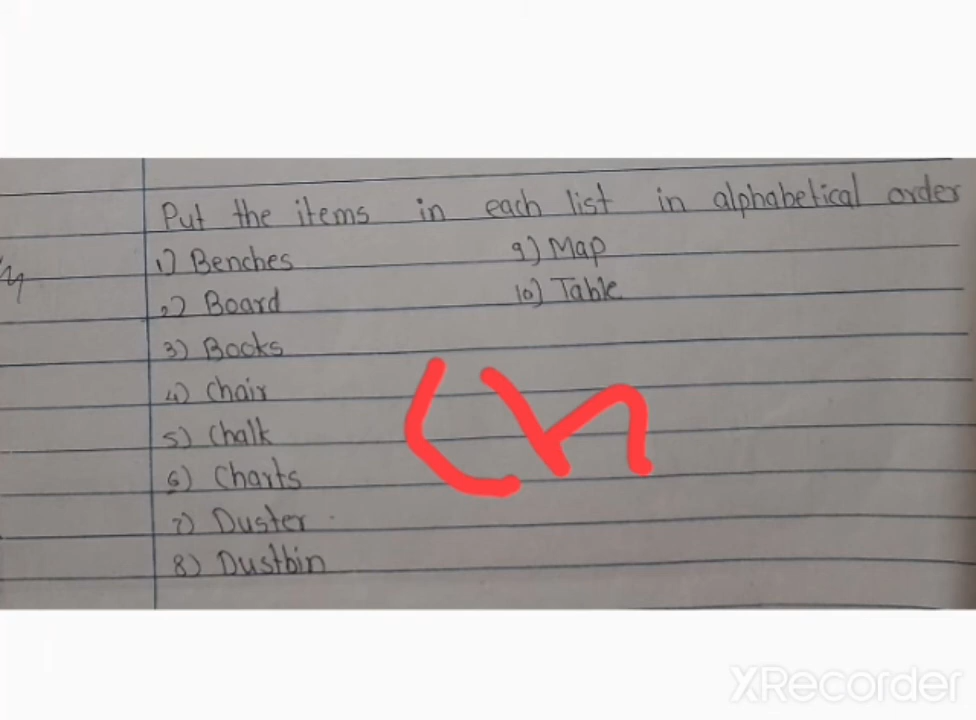 Put the items in each list in alphabetical order
1) Benches
2) Board
3) Books
4) Chair
5) Chalk
6) Charts
7) Duster
8) Dustbin
9) Map
10) Table
Ch
XRecorder